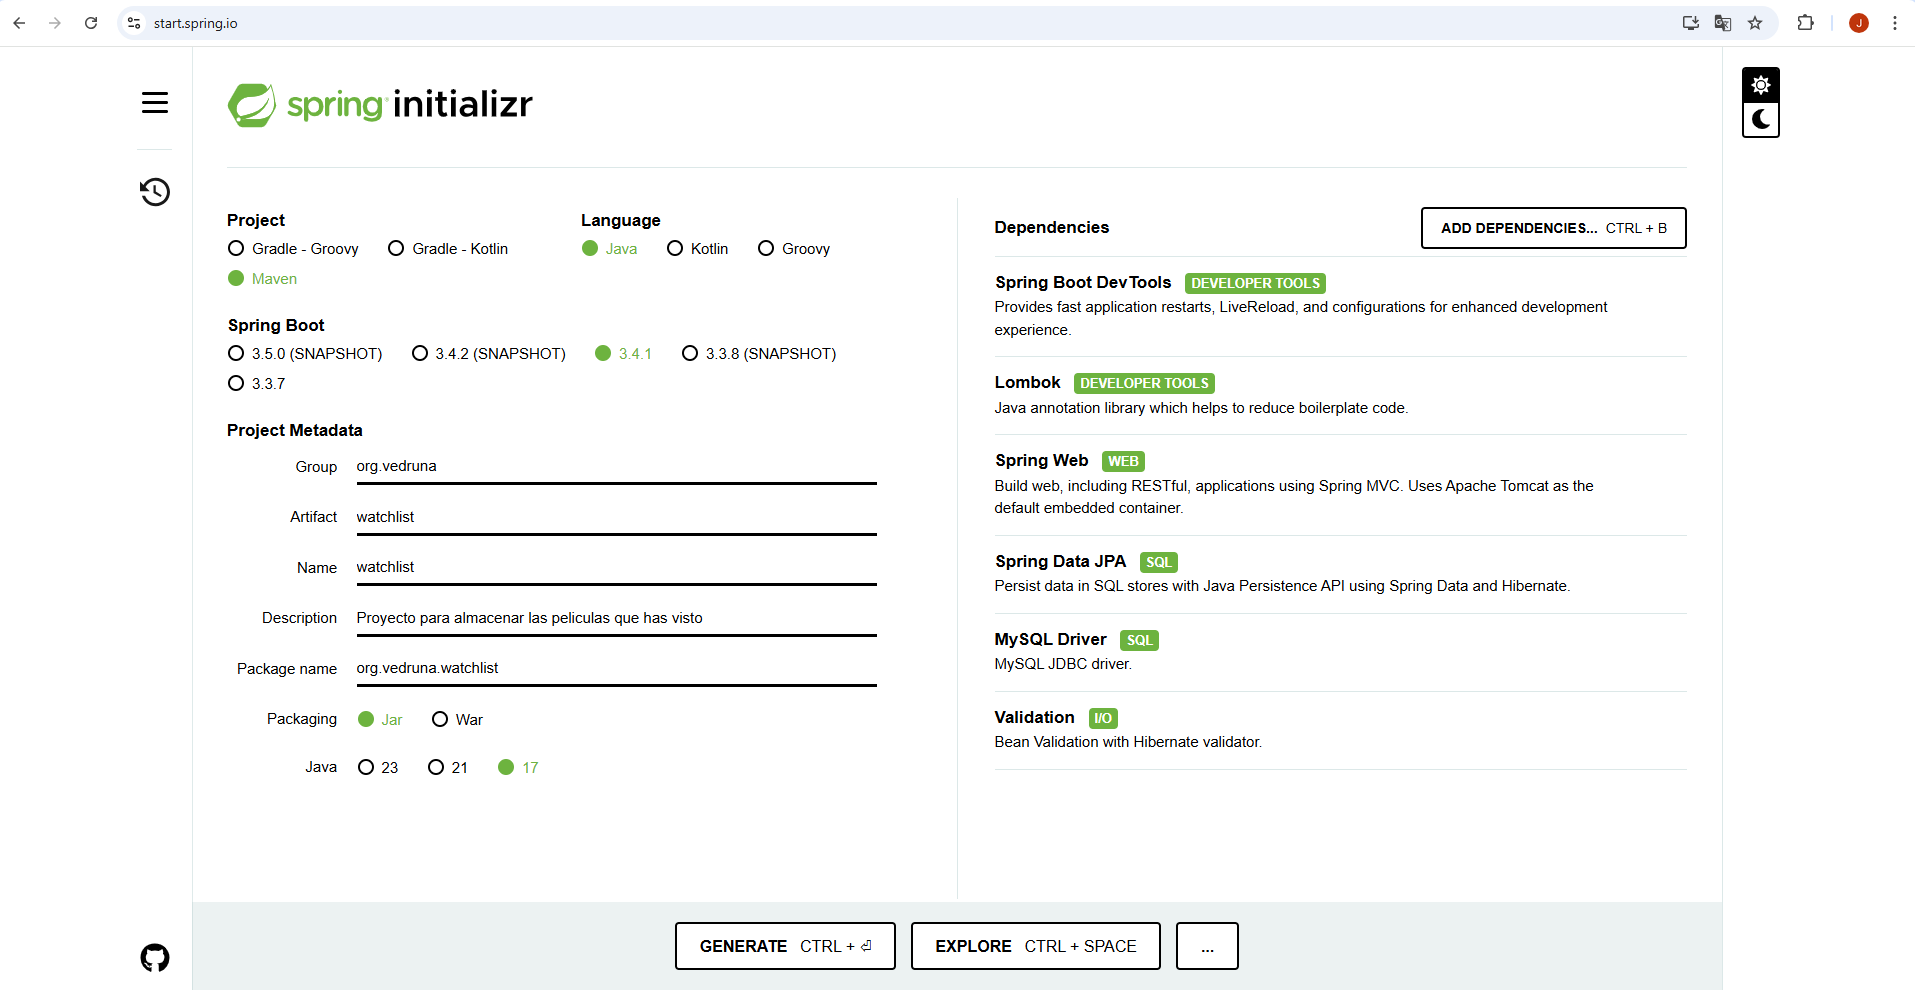 start.spring.io
J
spring initializr
Project
Gradle - Groovy Gradle - Kotlin
Maven
Language
Java Kotlin Groovy
Spring Boot
3.5.0 (SNAPSHOT) 3.4.2 (SNAPSHOT) 3.4.1 3.3.8 (SNAPSHOT)
3.3.7
Project Metadata
Group org.vedruna
Artifact watchlist
Name watchlist
Description Proyecto para almacenar las peliculas que has visto
Package name org.vedruna.watchlist
Packaging Jar War
Java 23 21 17
Dependencies ADD DEPENDENCIES... CTRL + B
Spring Boot DevTools DEVELOPER TOOLS
Provides fast application restarts, LiveReload, and configurations for enhanced development
experience.
Lombok DEVELOPER TOOLS
Java annotation library which helps to reduce boilerplate code.
Spring Web WEB
Build web, including RESTful, applications using Spring MVC. Uses Apache Tomcat as the
default embedded container.
Spring Data JPA SQL
Persist data in SQL stores with Java Persistence API using Spring Data and Hibernate.
MySQL Driver SQL
MySQL JDBC driver.
Validation I/O
Bean Validation with Hibernate validator.
GENERATE CTRL + ⏎ EXPLORE CTRL + SPACE ...